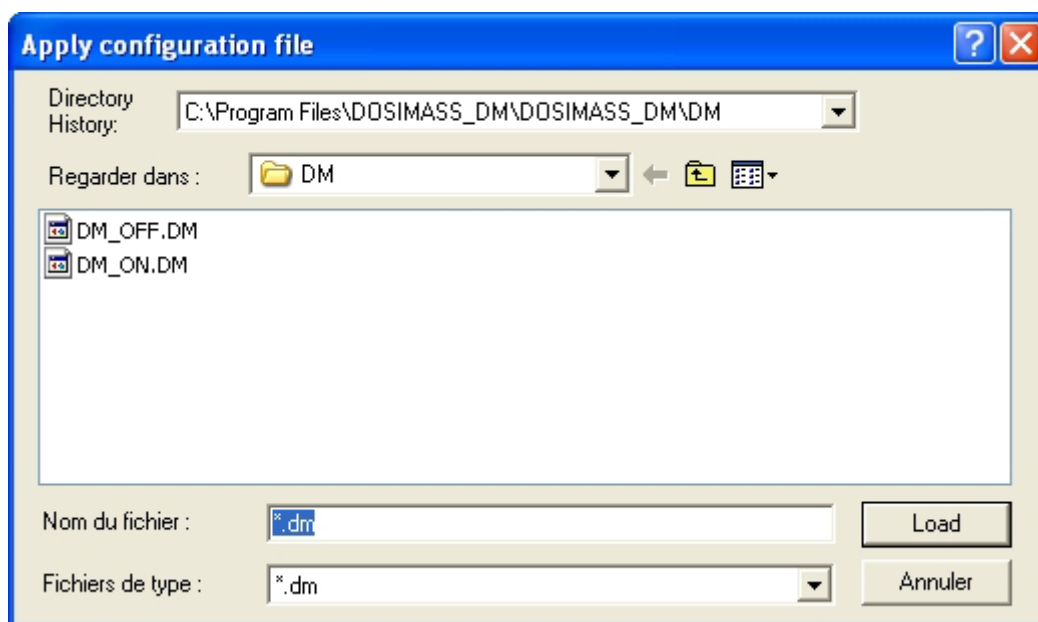 Apply configuration file
Directory
History:
C:\Program Files\DOSIMASS_DM\DOSIMASS_DM\DM
Regarder dans :
DM
DM_OFF.DM
DM_ON.DM
Nom du fichier :
*.dm
Load
Fichiers de type :
*.dm
Annuler